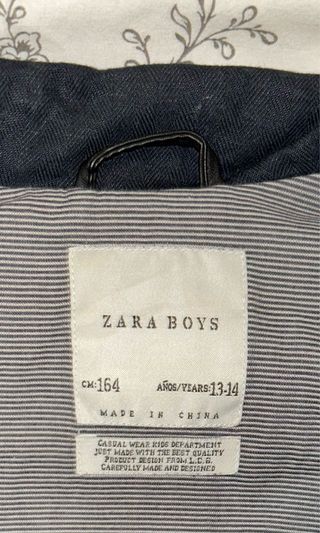 ZARA BOYS
CM: 164 AÑOS/YEARS: 13-14
MADE IN CHINA
CASUAL WEAR KIDS DEPARTMENT
JUST MADE WITH THE BEST QUALITY
PRODUCT DESIGN FROM L.C.G.
CAREFULLY MADE AND DESIGNED